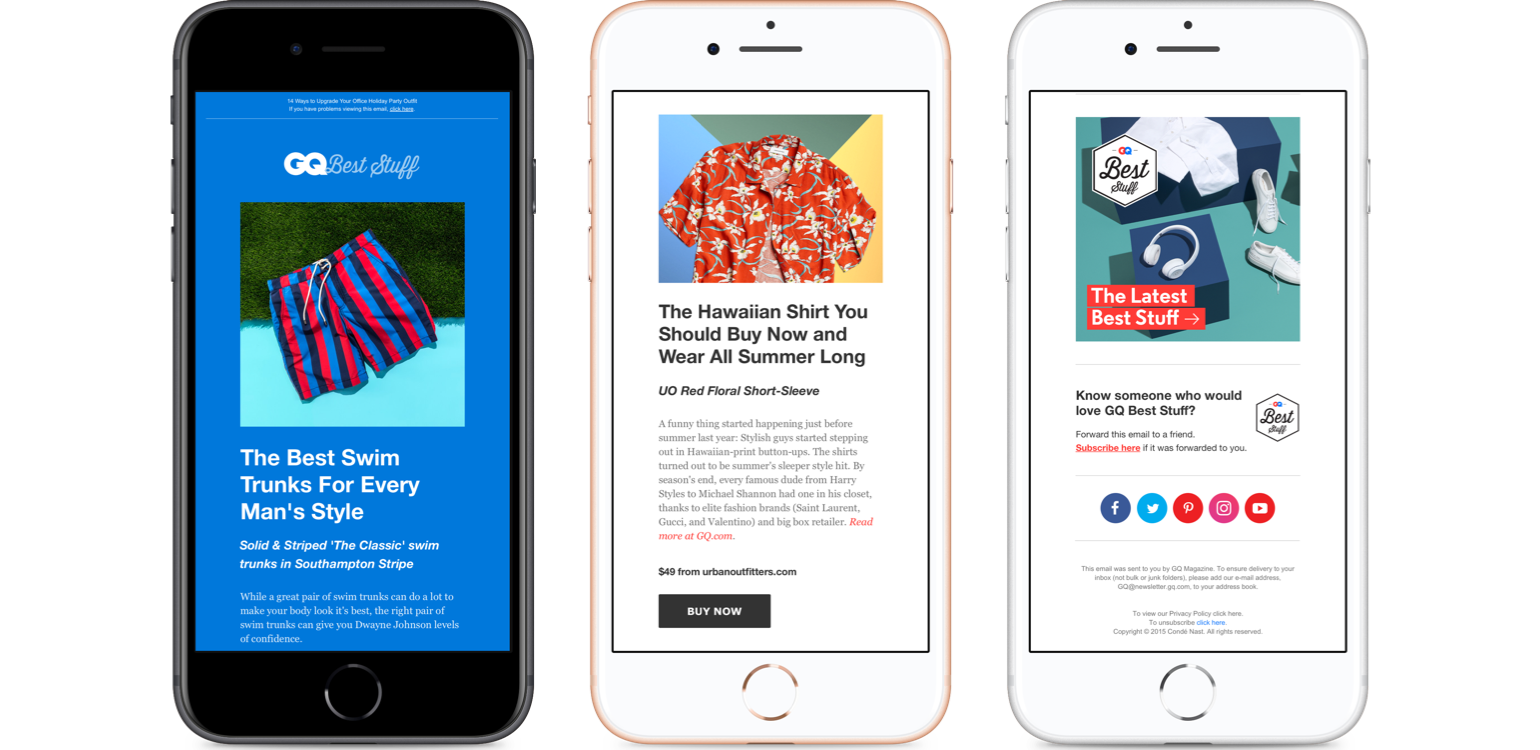 14 Ways to Upgrade Your Office Holiday Party Outfit
If you have problems viewing this email, click here.
GQ Best Stuff
The Best Swim
Trunks For Every
Man's Style
Solid & Striped 'The Classic' swim
trunks in Southampton Stripe
While a great pair of swim trunks can do a lot to
make your body look it's best, the right pair of
swim trunks can give you Dwayne Johnson levels
of confidence.
The Hawaiian Shirt You
Should Buy Now and
Wear All Summer Long
UO Red Floral Short-Sleeve
A funny thing started happening just before
summer last year: Stylish guys started stepping
out in Hawaiian-print button-ups. The shirts
turned out to be summer's sleeper style hit. By
season's end, every famous dude from Harry
Styles to Michael Shannon had one in his closet,
thanks to elite fashion brands (Saint Laurent,
Gucci, and Valentino) and big box retailer. Read
more at GQ.com.
$49 from urbanoutfitters.com
BUY NOW
GQ
Best
Stuff
The Latest
Best Stuff →
Know someone who would
love GQ Best Stuff?
GQ
Best
Stuff
Forward this email to a friend.
Subscribe here if it was forwarded to you.
This email was sent to you by GQ Magazine. To ensure delivery to your
inbox (not bulk or junk folders), please add our e-mail address,
GQ@newsletter.gq.com, to your address book.
To view our Privacy Policy click here.
To unsubscribe click here.
Copyright © 2015 Condé Nast. All rights reserved.